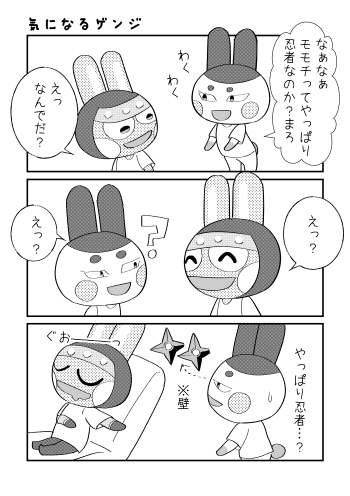 気になるゲンジ
なぁなぁ
モモチってやっぱり
忍者なのか？まろ
わく
わく
えっ
なんでだ？
えっ？
？
えっ？
やっぱり忍者…？
※壁
ぐおーーっ